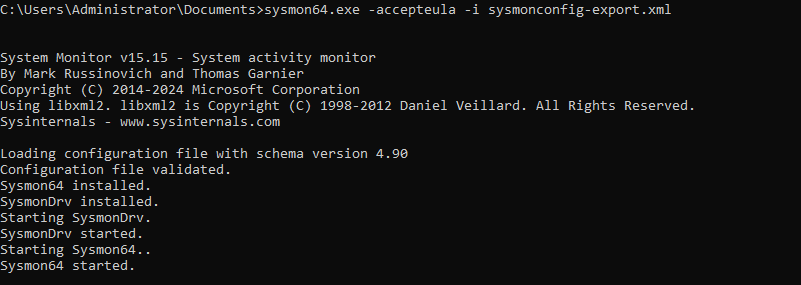 C:\Users\Administrator\Documents>sysmon64.exe -accepteula -i sysmonconfig-export.xml
System Monitor v15.15 - System activity monitor
By Mark Russinovich and Thomas Garnier
Copyright (C) 2014-2024 Microsoft Corporation
Using libxml2. libxml2 is Copyright (C) 1998-2012 Daniel Veillard. All Rights Reserved.
Sysinternals - www.sysinternals.com
Loading configuration file with schema version 4.90
Configuration file validated.
Sysmon64 installed.
SysmonDrv installed.
Starting SysmonDrv.
SysmonDrv started.
Starting Sysmon64..
Sysmon64 started.